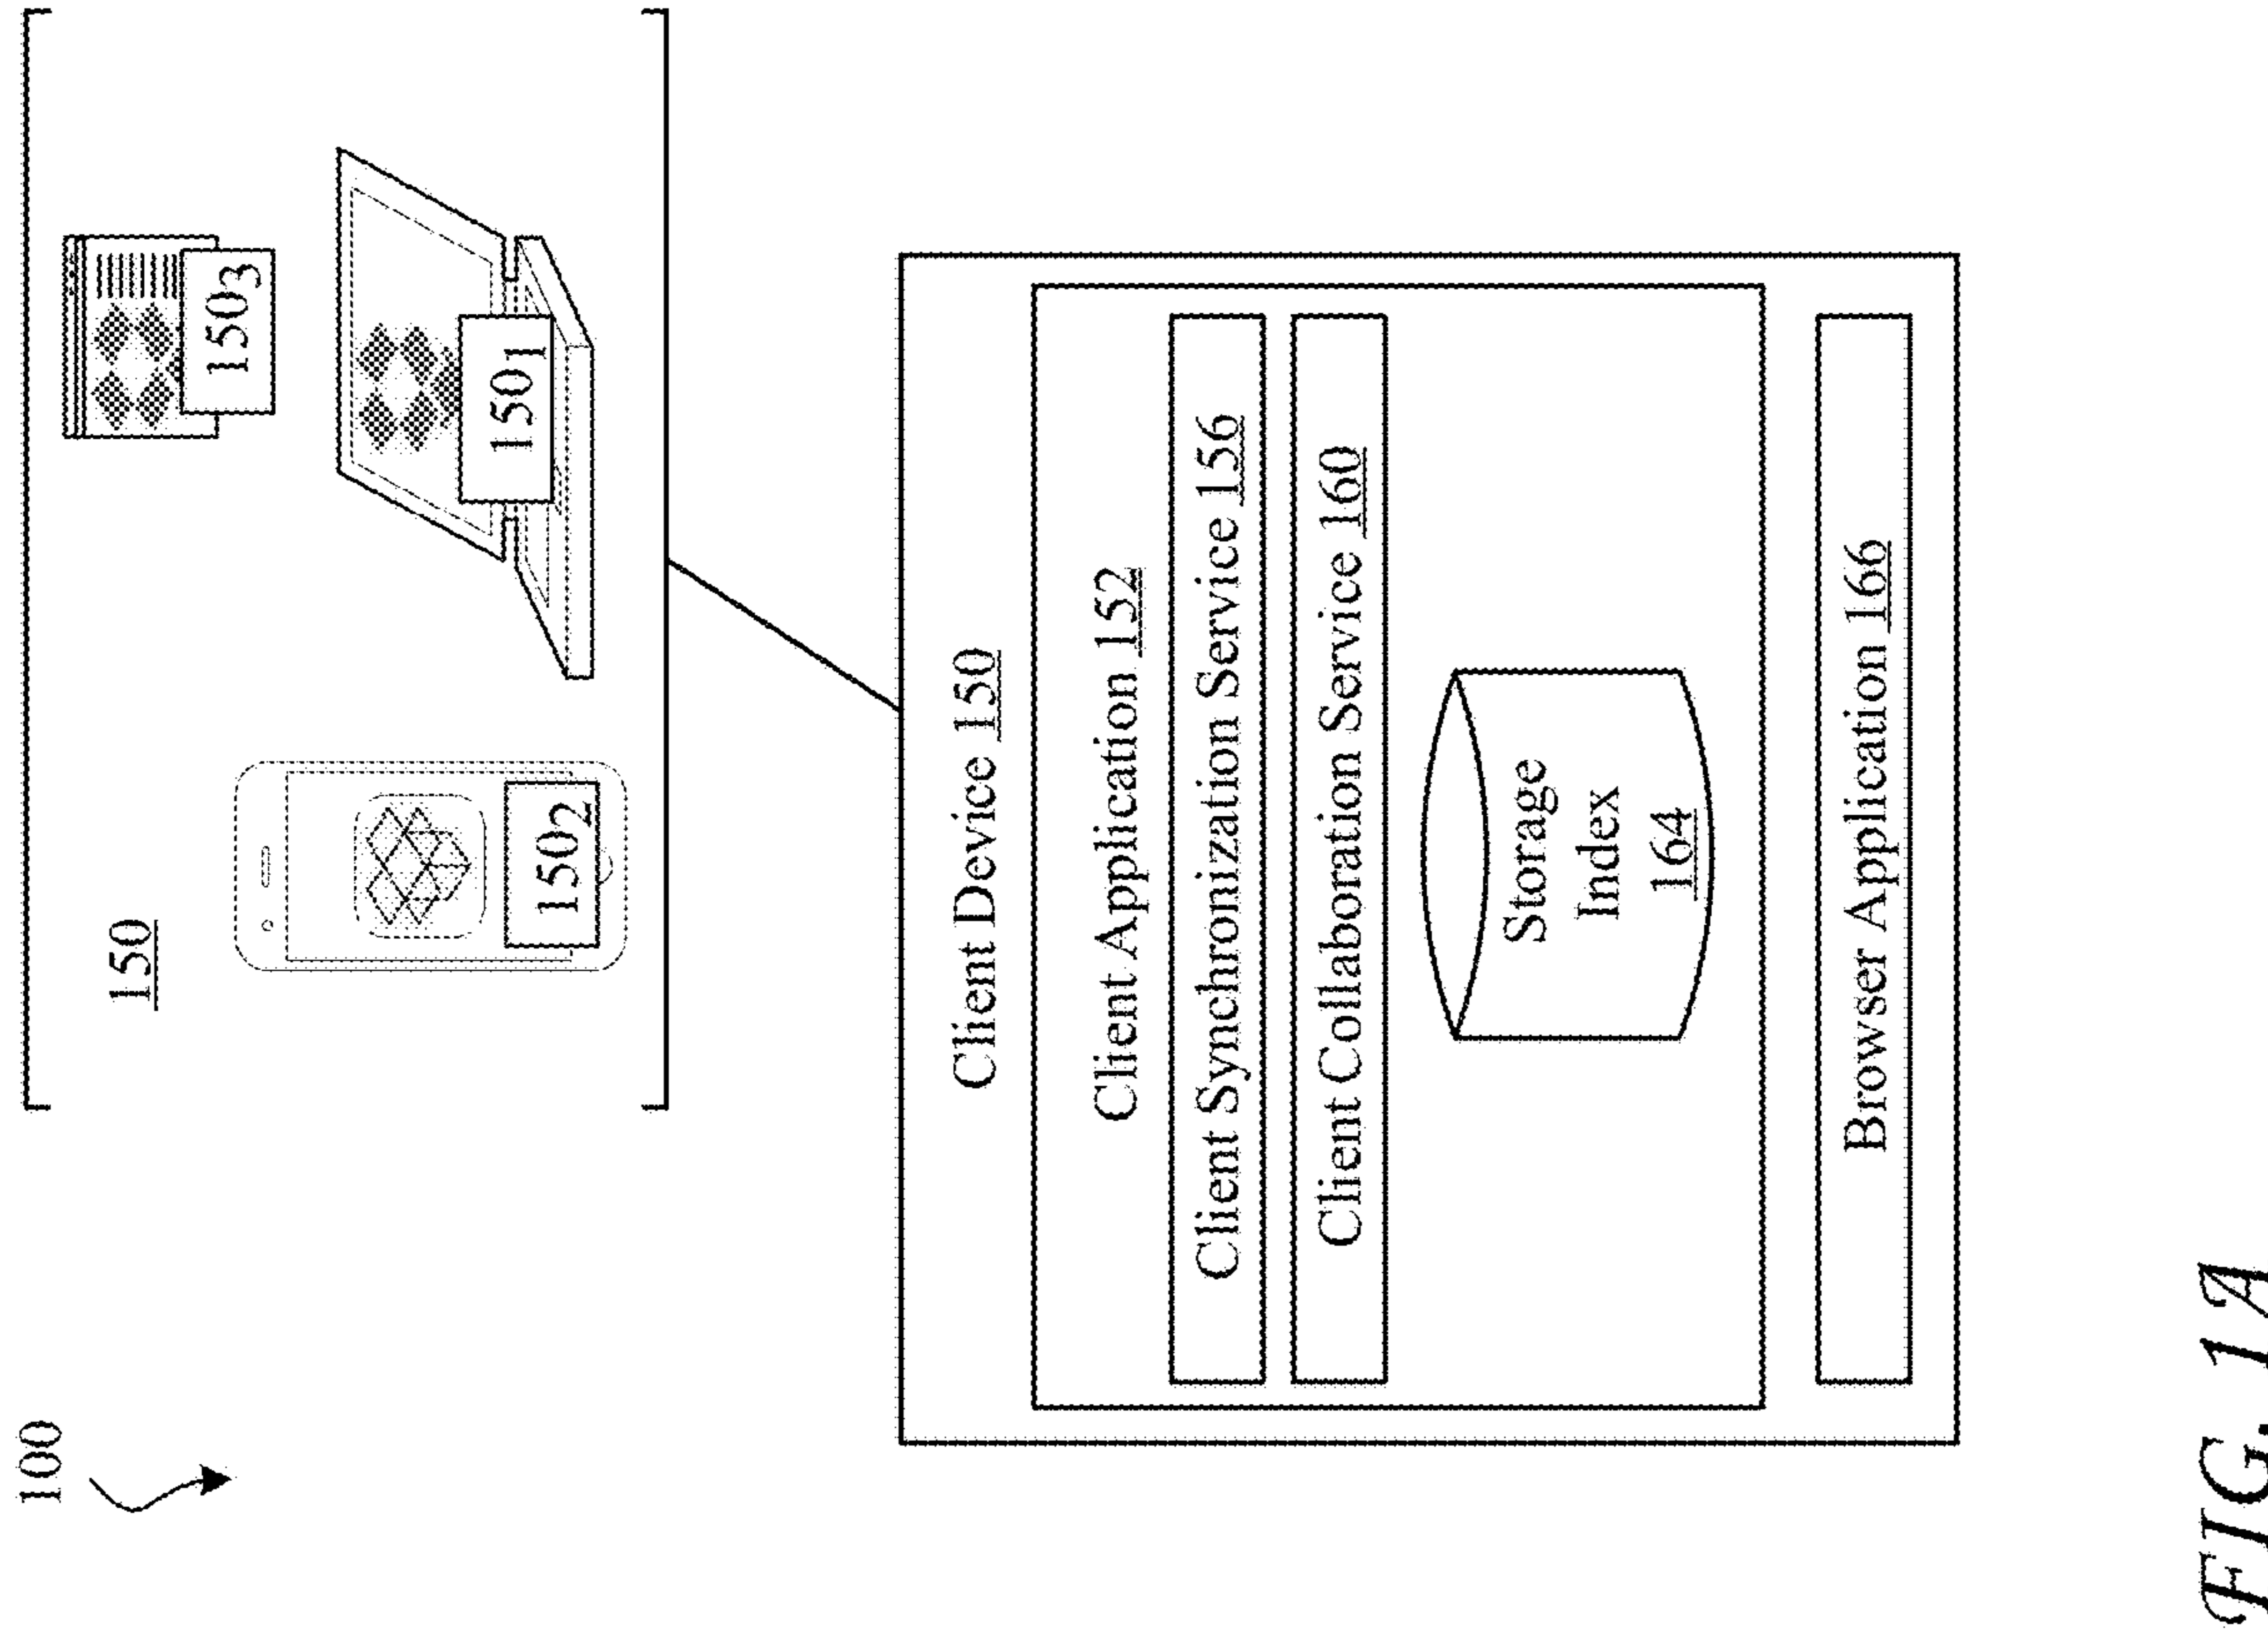 100
150
150₂
150₁
150₃
Client Device 150
Client Application 152
Client Synchronization Service 156
Client Collaboration Service 160
Storage
Index
164
Browser Application 166
FIG. 1A